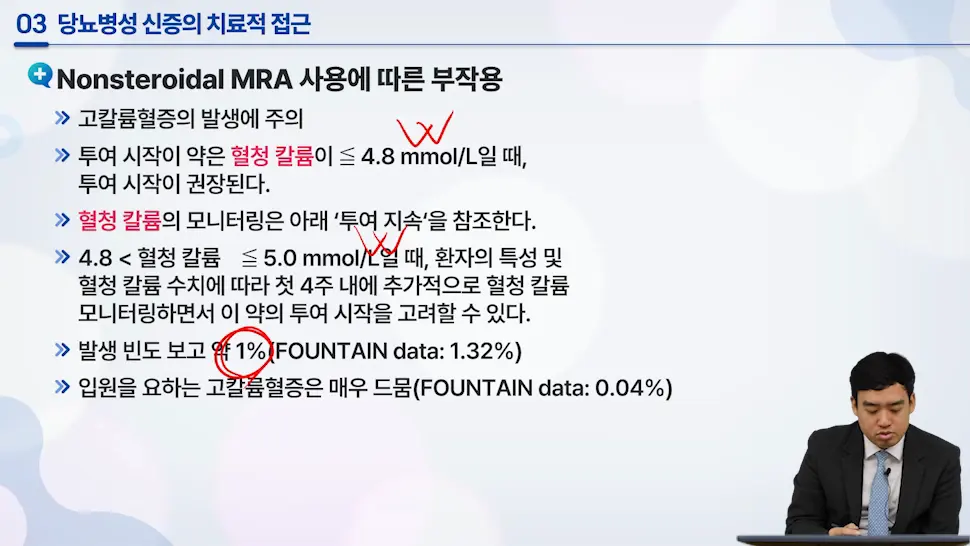 03 당뇨병성 신증의 치료적 접근
Nonsteroidal MRA 사용에 따른 부작용
고칼륨혈증의 발생에 주의
투여 시작이 약은 혈청 칼륨이 ≦ 4.8 mmol/L일 때,
투여 시작이 권장된다.
혈청 칼륨의 모니터링은 아래 ‘투여 지속‘을 참조한다.
4.8 < 혈청 칼륨 ≦ 5.0 mmol/L일 때, 환자의 특성 및
혈청 칼륨 수치에 따라 첫 4주 내에 추가적으로 혈청 칼륨
모니터링하면서 이 약의 투여 시작을 고려할 수 있다.
발생 빈도 보고 약 1%(FOUNTAIN data: 1.32%)
입원을 요하는 고칼륨혈증은 매우 드뭄(FOUNTAIN data: 0.04%)